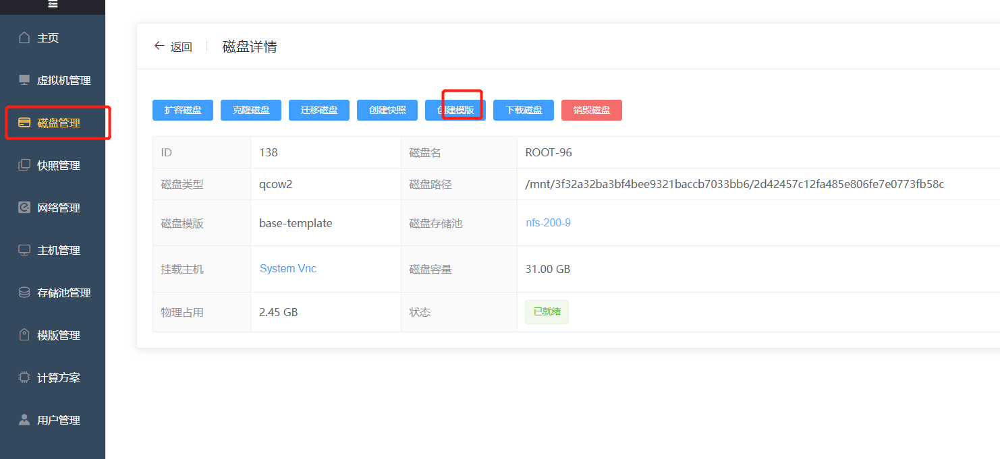 主页
虚拟机管理
磁盘管理
快照管理
网络管理
主机管理
存储池管理
模版管理
计算方案
用户管理
返回 磁盘详情
扩容磁盘 克隆磁盘 迁移磁盘 创建快照 创建模版 下载磁盘 销毁磁盘
ID 138 磁盘名 ROOT-96
磁盘类型 qcow2 磁盘路径 /mnt/3f32a32ba3bf4bee9321baccb7033bb6/2d42457c12fa485e806fe7e0773fb58c
磁盘模版 base-template 磁盘存储池 nfs-200-9
挂载主机 System Vnc 磁盘容量 31.00 GB
物理占用 2.45 GB 状态 已就绪